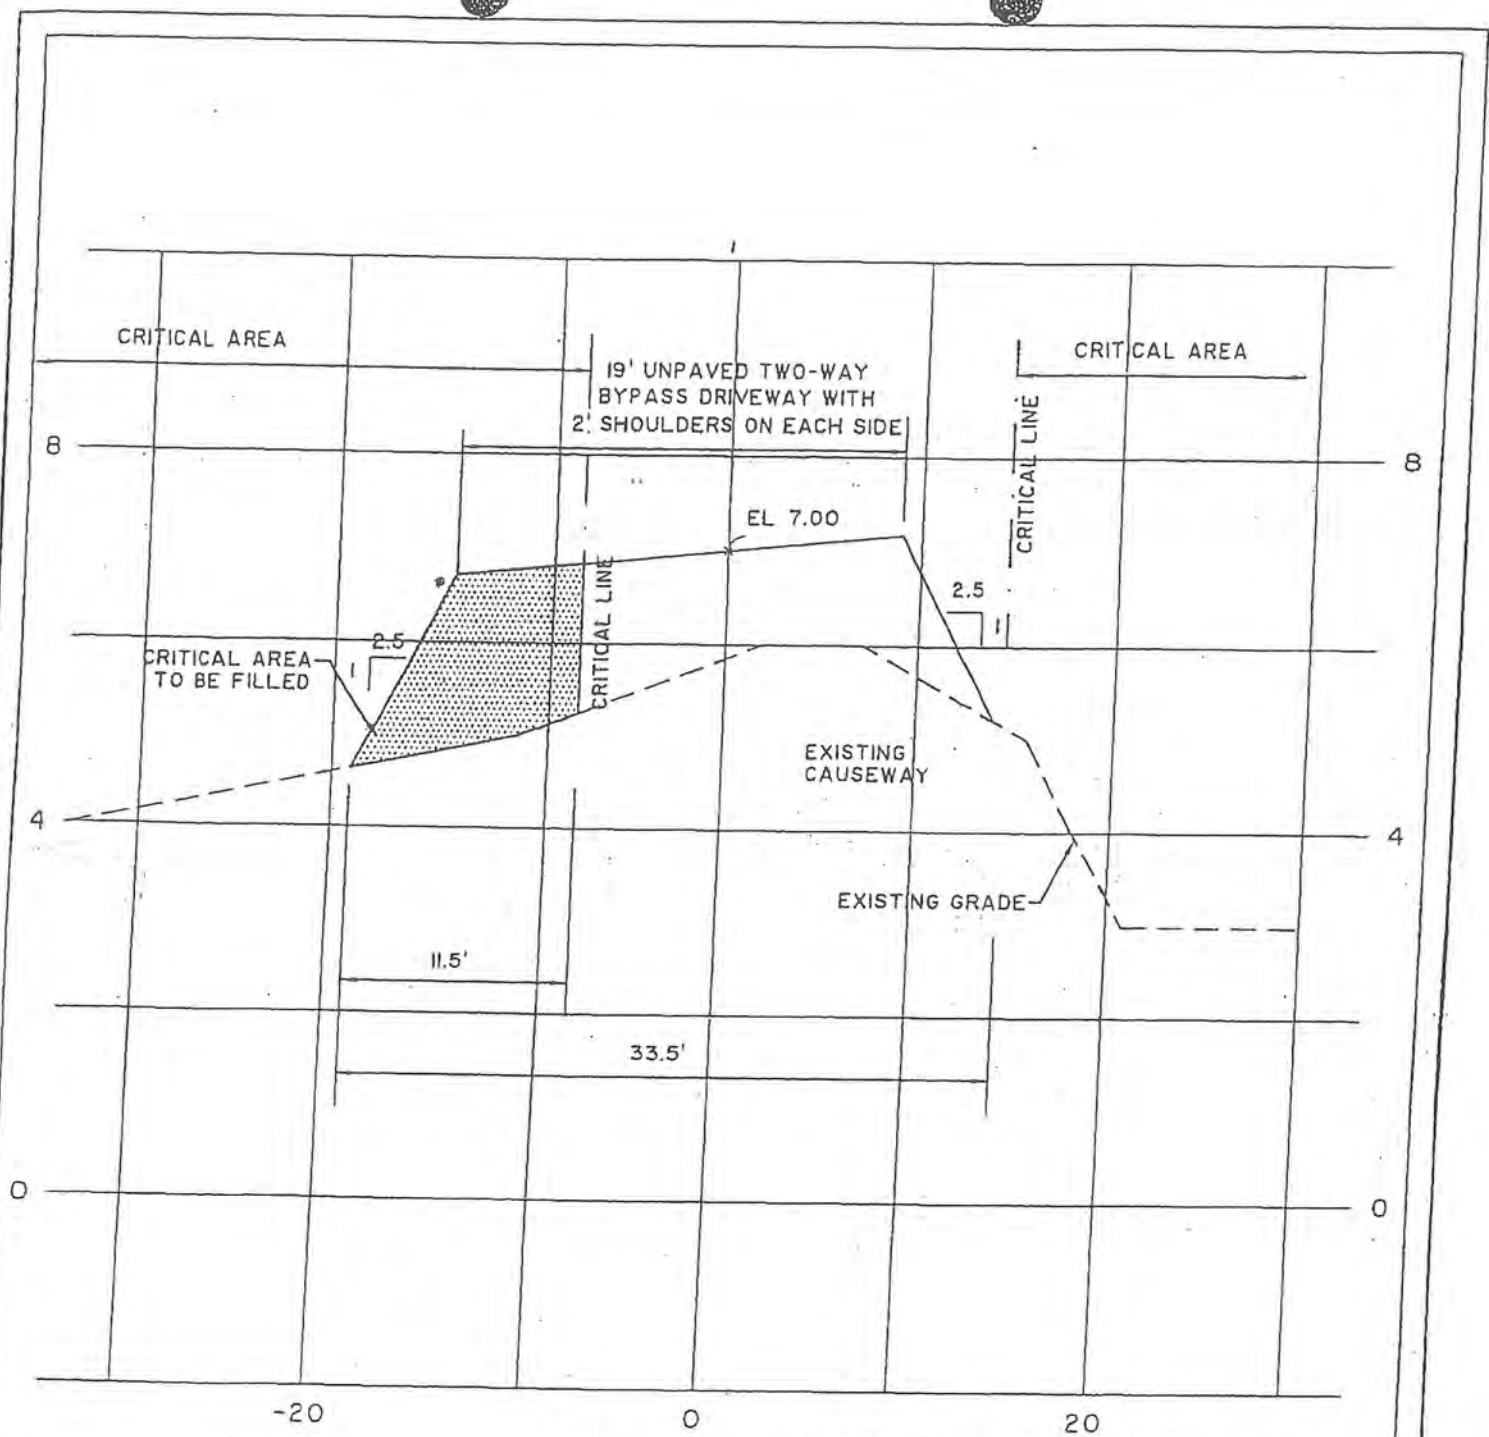 CRITICAL AREA
19' UNPAVED TWO-WAY
BYPASS DRIVEWAY WITH
2' SHOULDERS ON EACH SIDE
CRITICAL AREA
CRITICAL LINE
8
8
EL 7.00
2.5
1
CRITICAL LINE
2.5
1
CRITICAL AREA
TO BE FILLED
EXISTING
CAUSEWAY
4
4
EXISTING GRADE
11.5'
33.5'
0
0
-20
0
20